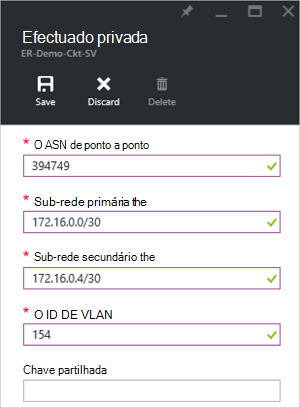 Efectuado privada
ER-Demo-Ckt-SV
Save Discard Delete
* O ASN de ponto a ponto
394749
* Sub-rede primária the
172.16.0.0/30
* Sub-rede secundário the
172.16.0.4/30
* O ID DE VLAN
154
Chave partilhada